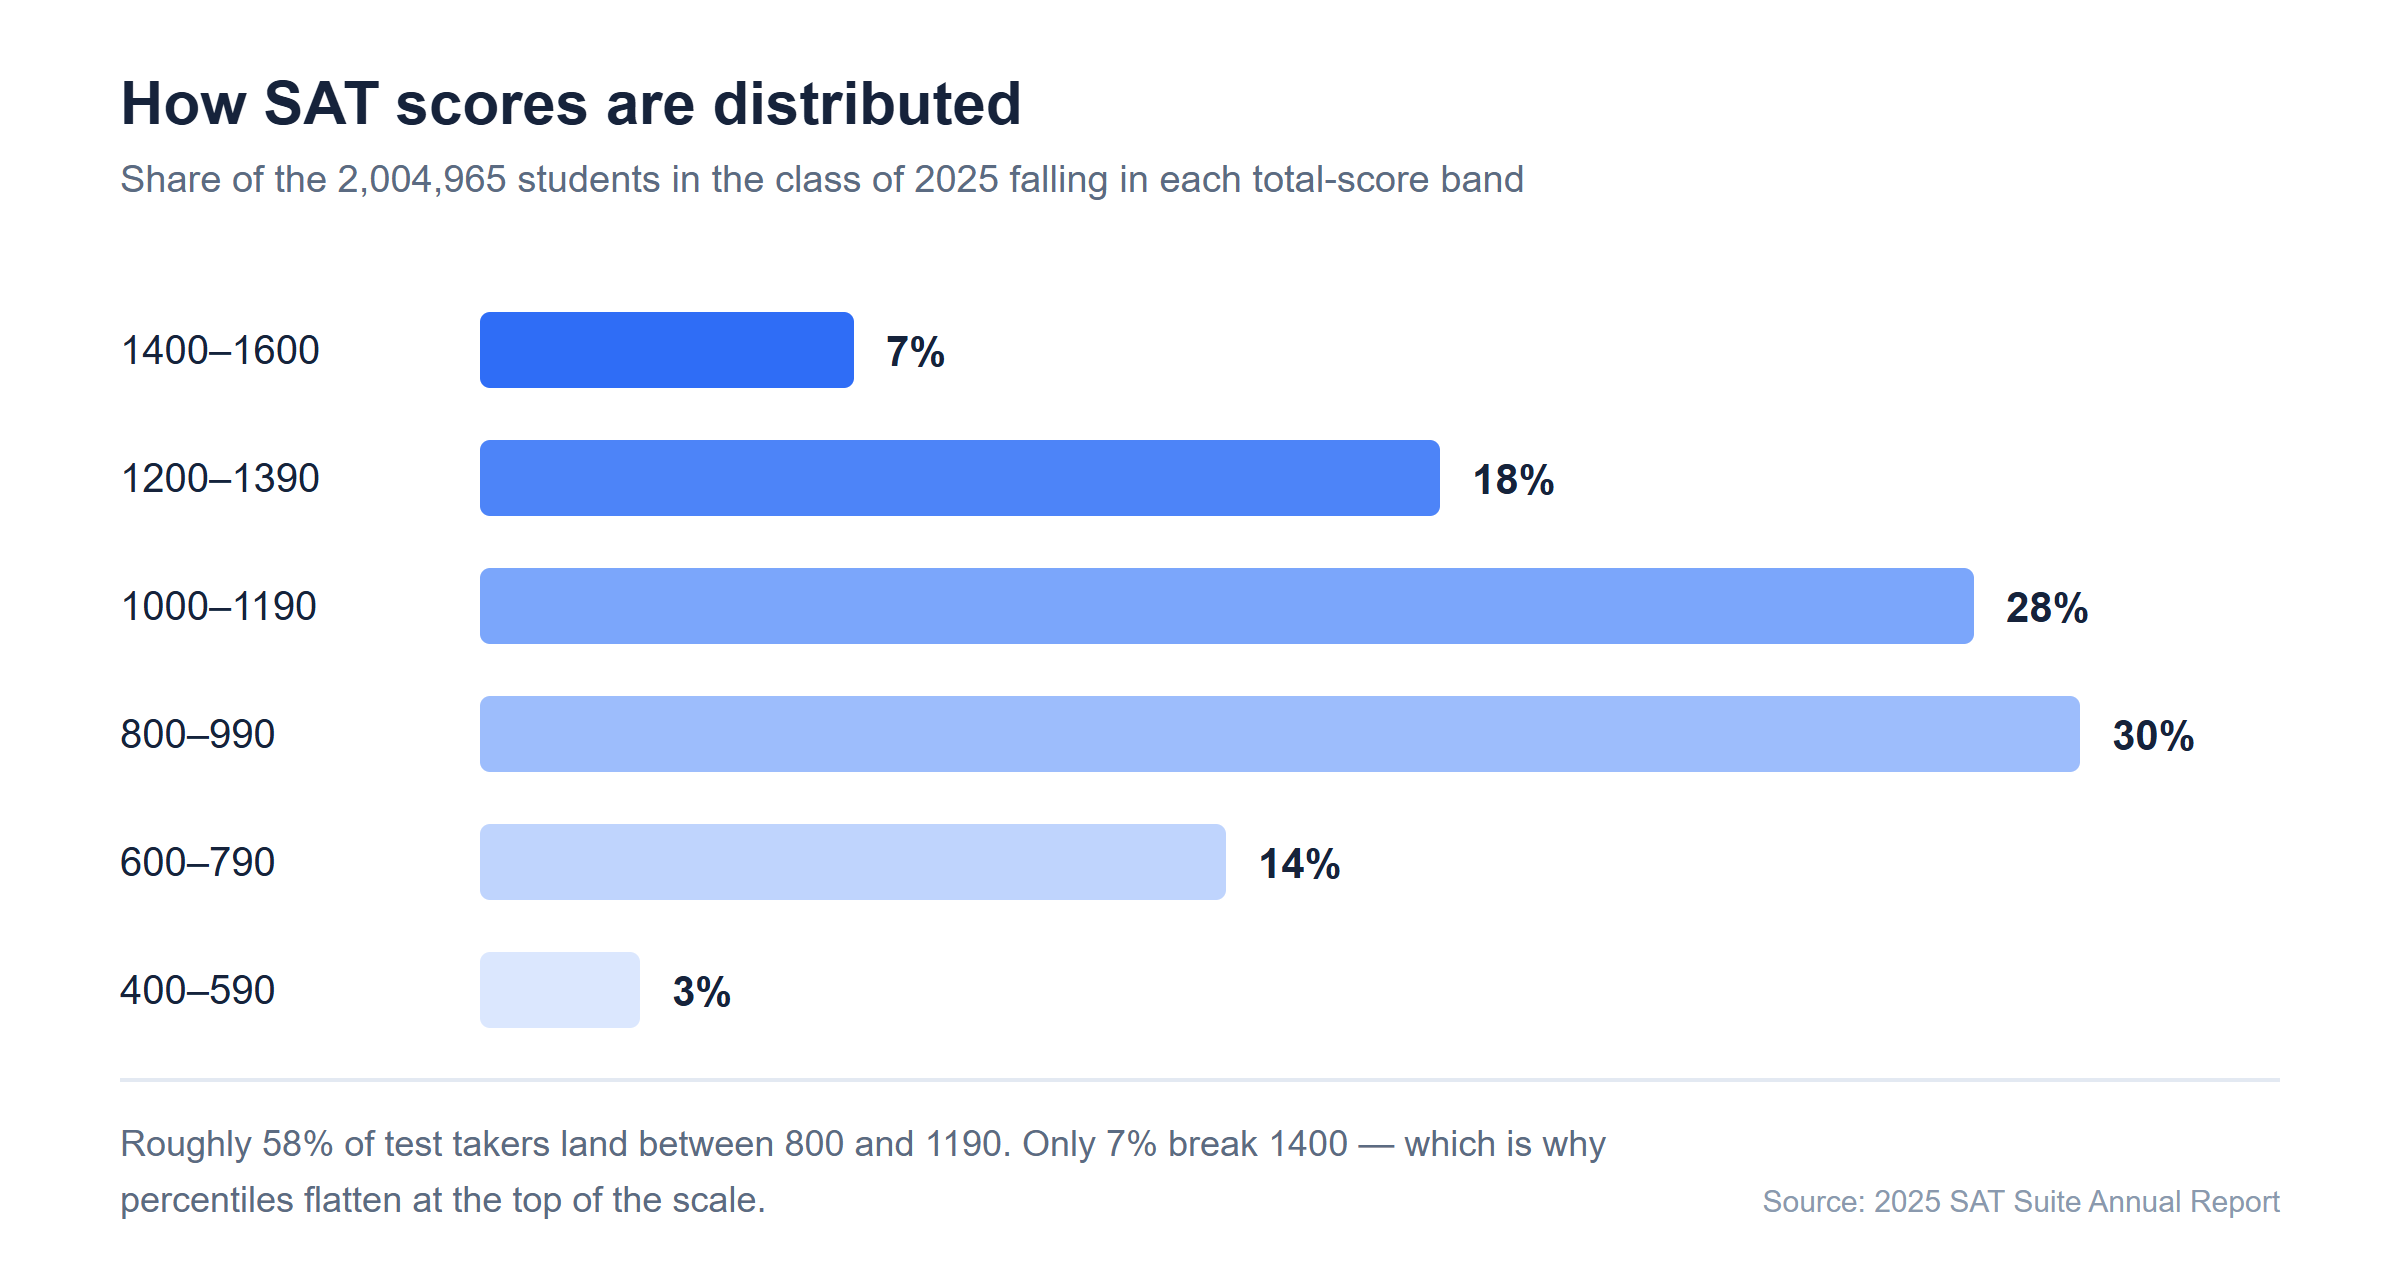 How SAT scores are distributed
Share of the 2,004,965 students in the class of 2025 falling in each total-score band
1400–1600 7%
1200–1390 18%
1000–1190 28%
800–990 30%
600–790 14%
400–590 3%
Roughly 58% of test takers land between 800 and 1190. Only 7% break 1400 — which is why
percentiles flatten at the top of the scale.
Source: 2025 SAT Suite Annual Report